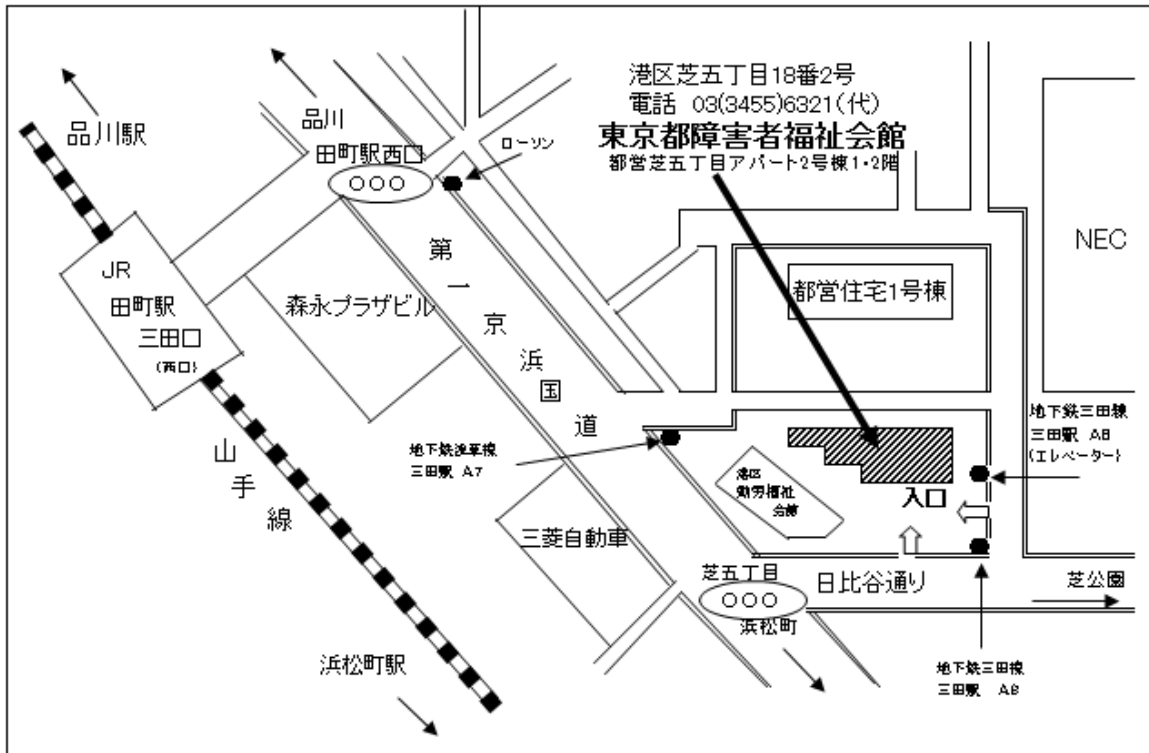 港区芝五丁目18番2号
電話 03(3455)6321(代)
東京都障害者福祉会館
都営芝五丁目アパート2号棟1・2階
品川駅
品川
田町駅西口
○○○
ローソン
JR
田町駅
三田口
(西口)
森永プラザビル
第一京浜国道
都営住宅1号棟
NEC
山手線
地下鉄浅草線
三田駅 A7
港区
勤労福祉
会館
入口
地下鉄三田線
三田駅 A8
(エレベーター)
三菱自動車
芝五丁目
○○○
浜松町
日比谷通り
芝公園
浜松町駅
地下鉄三田線
三田駅